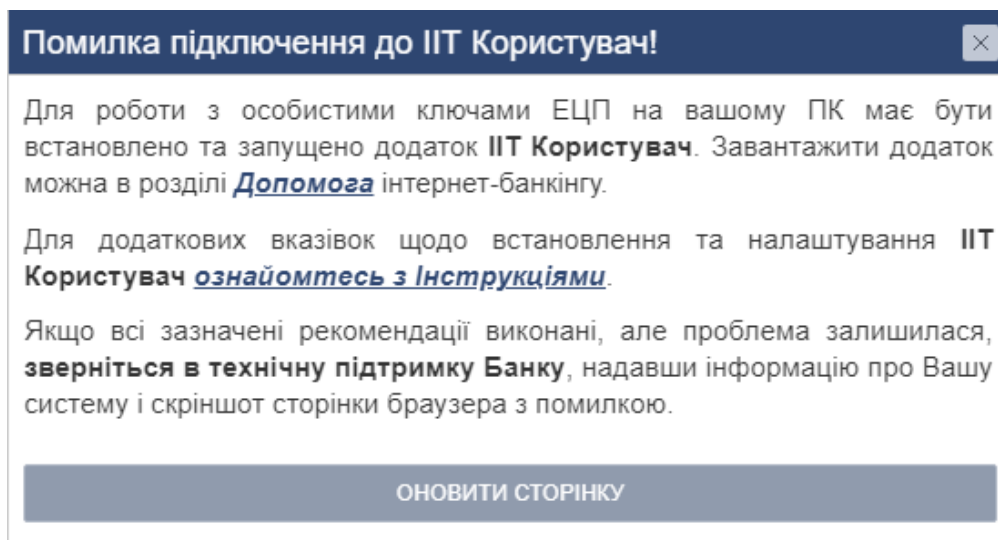 Помилка підключення до ІІТ Користувач!
Для роботи з особистими ключами ЕЦП на вашому ПК має бути
встановлено та запущено додаток ІІТ Користувач. Завантажити додаток
можна в розділі Допомога інтернет-банкінгу.
Для додаткових вказівок щодо встановлення та налаштування ІІТ
Користувач ознайомтесь з Інструкціями.
Якщо всі зазначені рекомендації виконані, але проблема залишилася,
зверніться в технічну підтримку Банку, надавши інформацію про Вашу
систему і скріншот сторінки браузера з помилкою.
ОНОВИТИ СТОРІНКУ